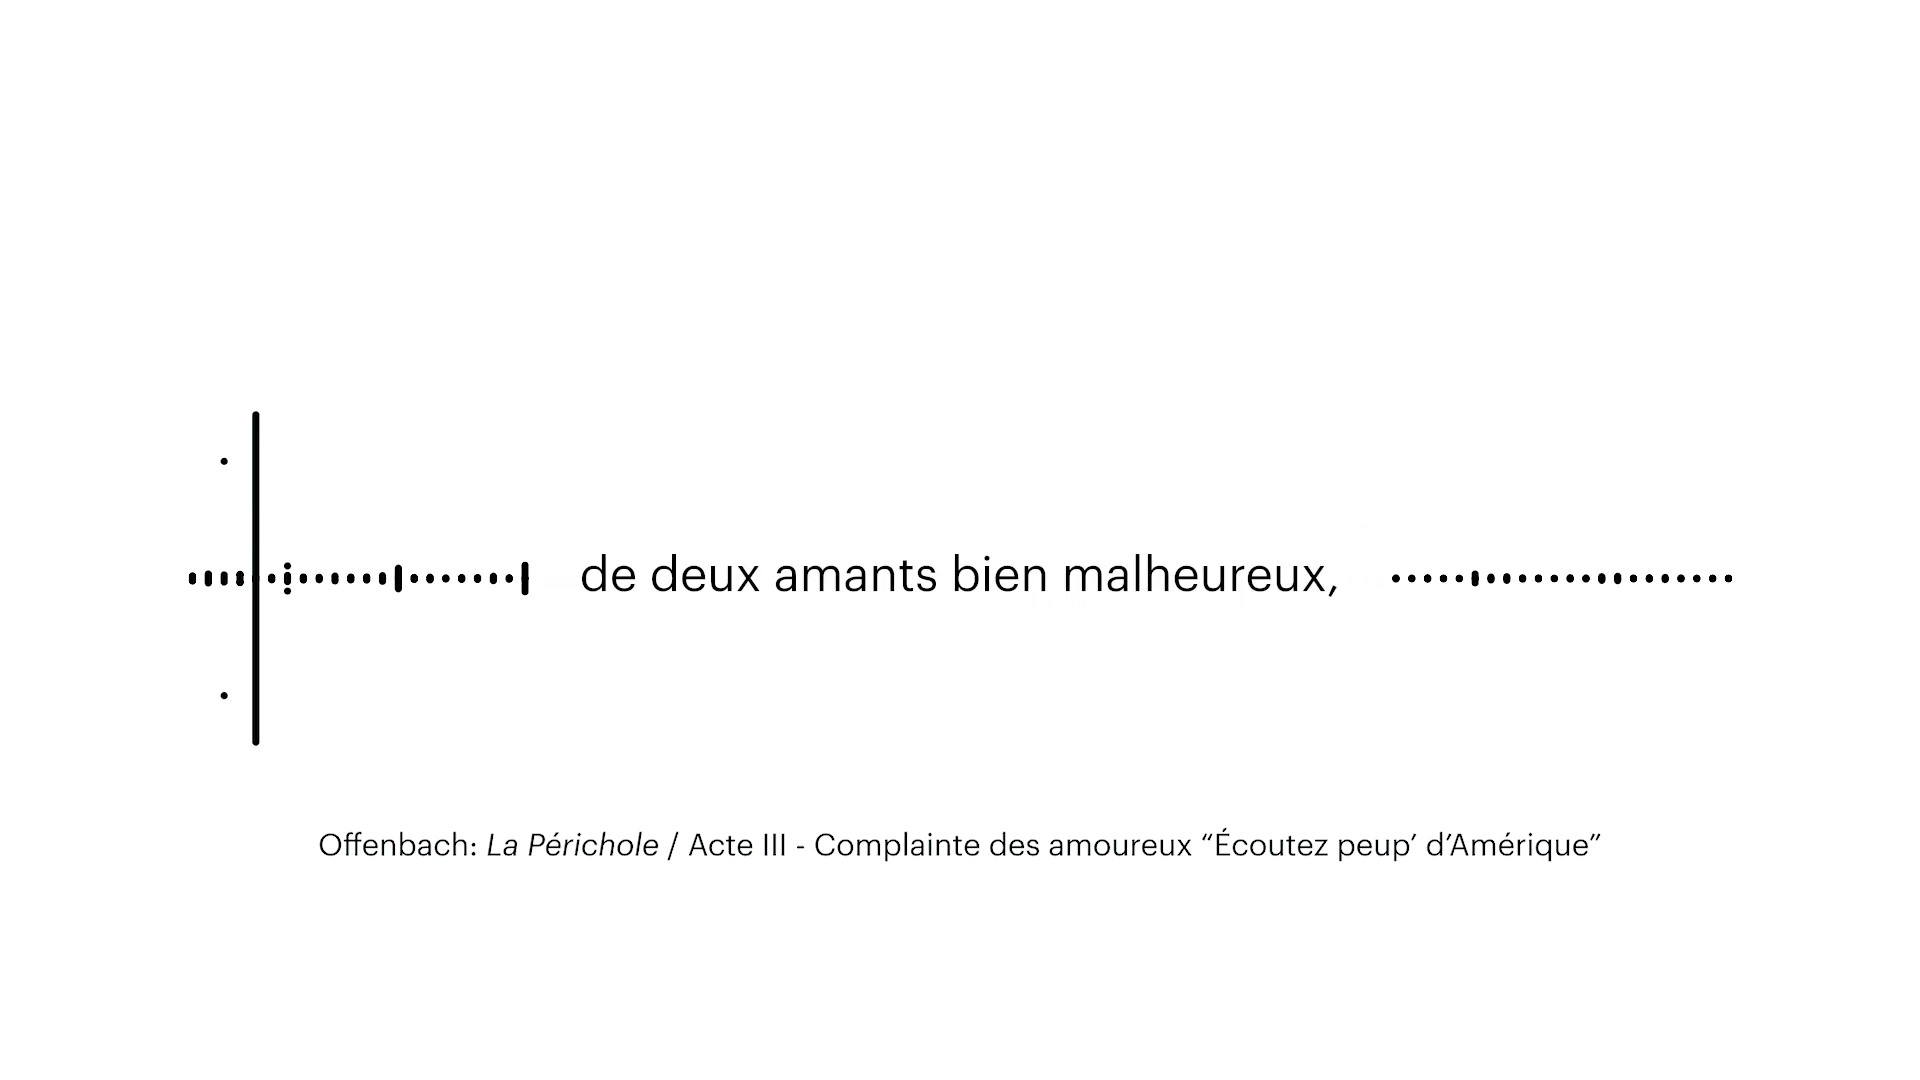 de deux amants bien malheureux,
Offenbach: La Périchole / Acte III - Complainte des amoureux “Écoutez peup’ d’Amérique”